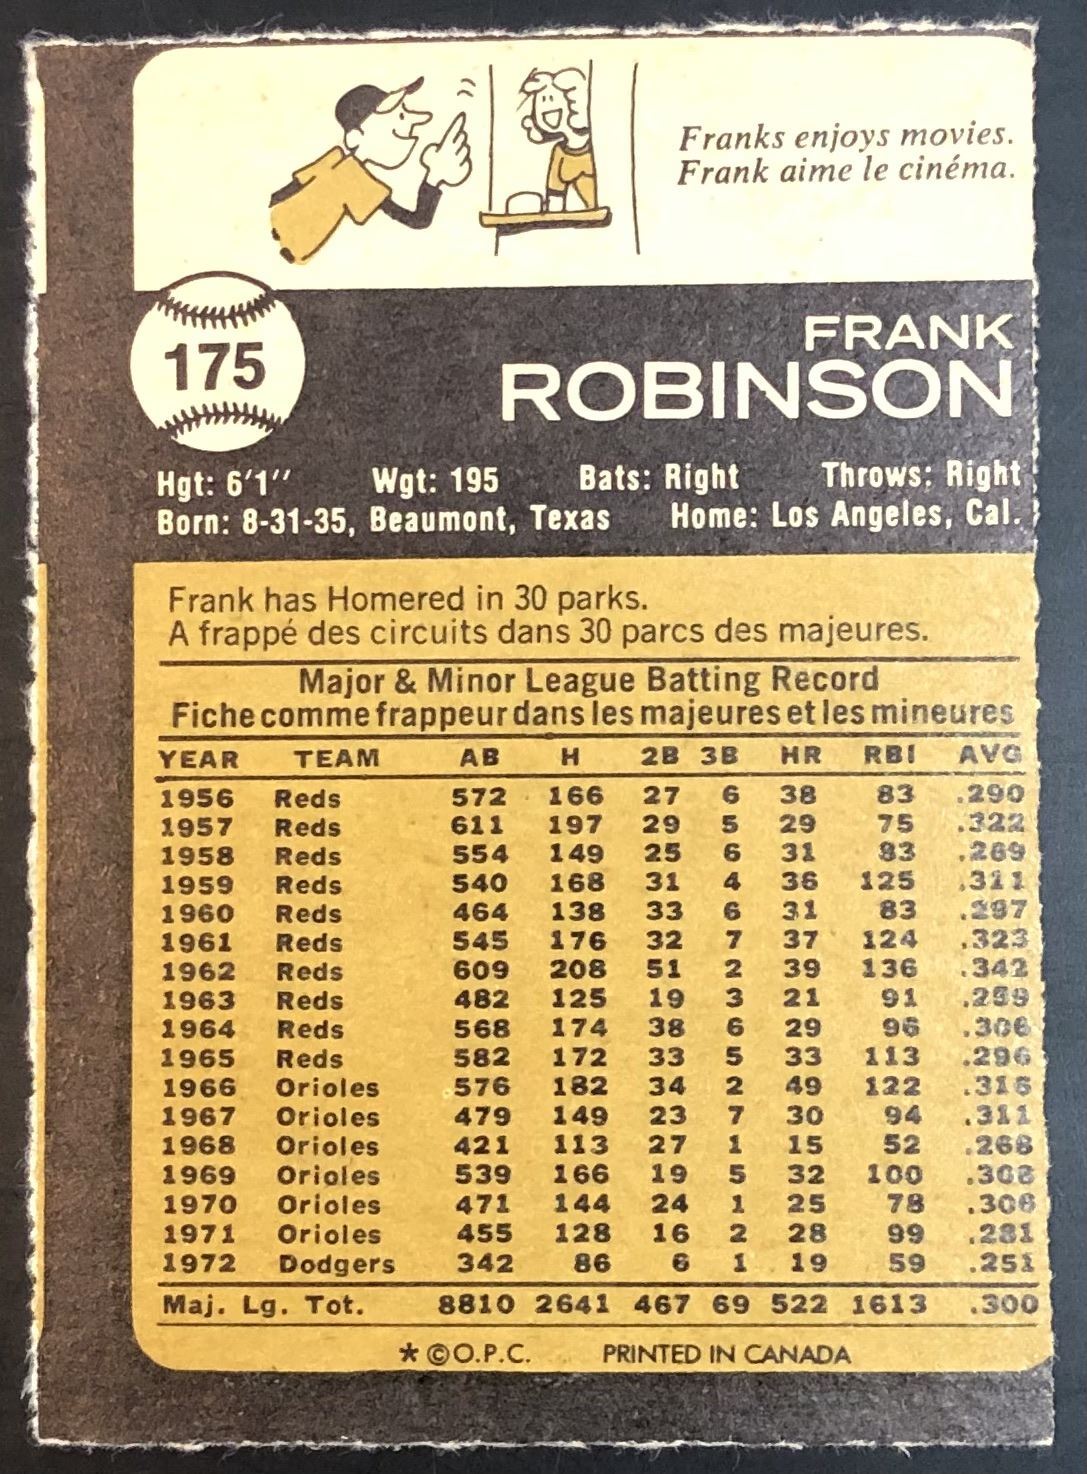 Franks enjoys movies.
Frank aime le cinéma.
175
FRANK
ROBINSON
Hgt: 6'1'' Wgt: 195 Bats: Right Throws: Right
Born: 8-31-35, Beaumont, Texas Home: Los Angeles, Cal.
Frank has Homered in 30 parks.
A frappé des circuits dans 30 parcs des majeures.
Major & Minor League Batting Record
Fiche comme frappeur dans les majeures et les mineures
YEAR TEAM AB H 2B 3B HR RBI AVG
1956 Reds 572 166 27 6 38 83 .290
1957 Reds 611 197 29 5 29 75 .322
1958 Reds 554 149 25 6 31 83 .269
1959 Reds 540 168 31 4 36 125 .311
1960 Reds 464 138 33 6 31 83 .297
1961 Reds 545 176 32 7 37 124 .323
1962 Reds 609 208 51 2 39 136 .342
1963 Reds 482 125 19 3 21 91 .259
1964 Reds 568 174 38 6 29 96 .306
1965 Reds 582 172 33 5 33 113 .296
1966 Orioles 576 182 34 2 49 122 .316
1967 Orioles 479 149 23 7 30 94 .311
1968 Orioles 421 113 27 1 15 52 .268
1969 Orioles 539 166 19 5 32 100 .308
1970 Orioles 471 144 24 1 25 78 .306
1971 Orioles 455 128 16 2 28 99 .281
1972 Dodgers 342 86 6 1 19 59 .251
Maj. Lg. Tot. 8810 2641 467 69 522 1613 .300
* ©O.P.C. PRINTED IN CANADA